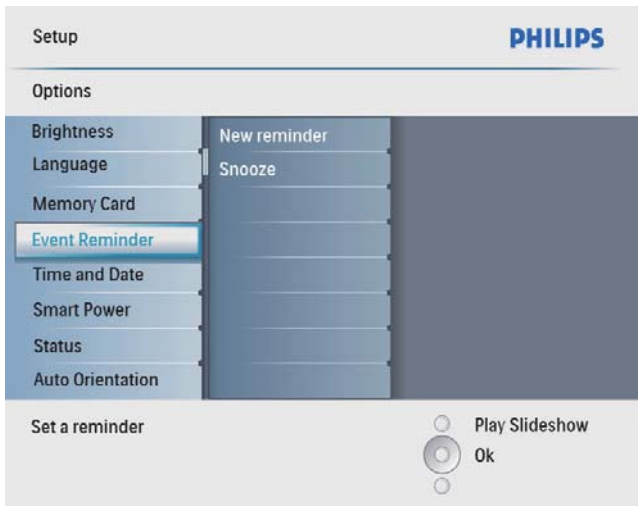 Setup
PHILIPS
Options
Brightness
Language
Memory Card
Event Reminder
Time and Date
Smart Power
Status
Auto Orientation
New reminder
Snooze
Set a reminder
Play Slideshow
Ok